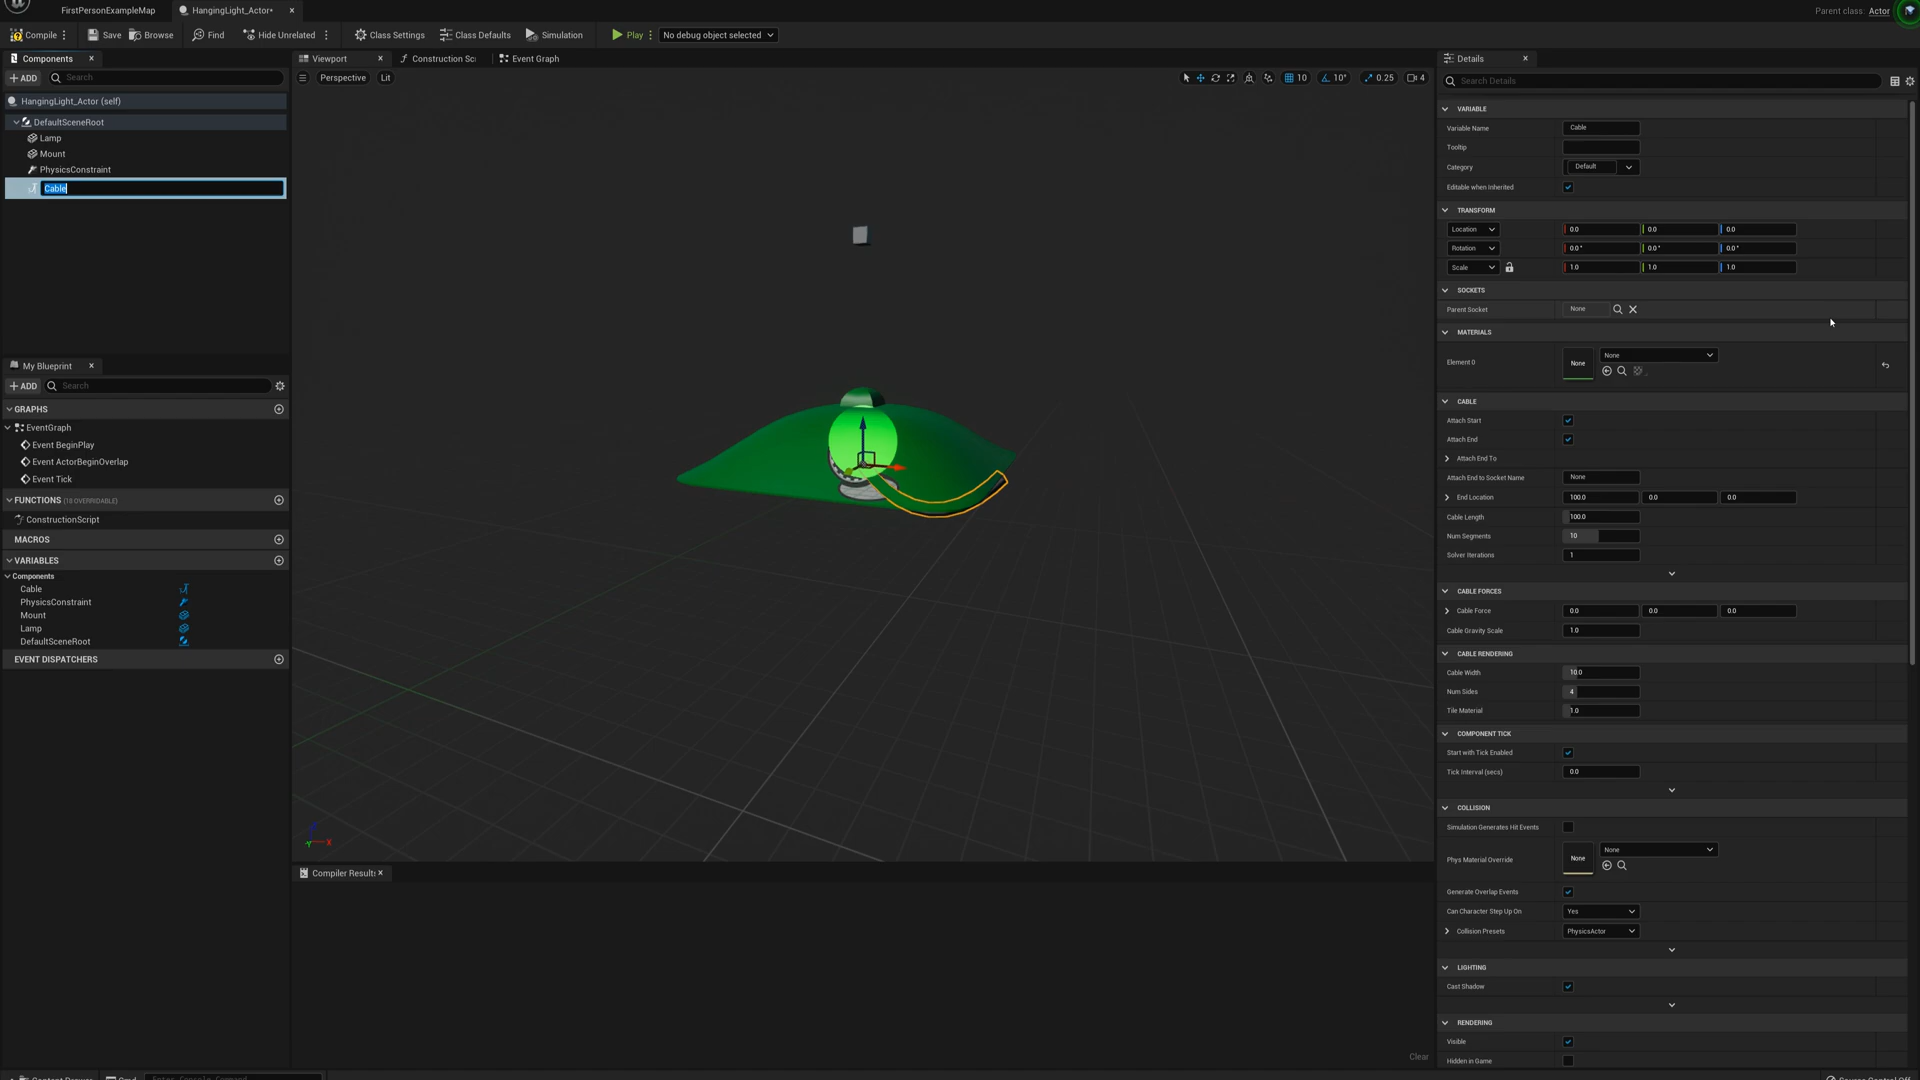 FirstPersonExampleMap
HangingLight_Actor*
Parent class: Actor
Compile
Save
Browse
Find
Hide Unrelated
Class Settings
Class Defaults
Simulation
Play
No debug object selected
Components
ADD
Search
HangingLight_Actor (self)
DefaultSceneRoot
Lamp
Mount
PhysicsConstraint
Cable
My Blueprint
ADD
Search
GRAPHS
EventGraph
Event BeginPlay
Event ActorBeginOverlap
Event Tick
FUNCTIONS (18 OVERRIDABLE)
ConstructionScript
MACROS
VARIABLES
Components
Cable
PhysicsConstraint
Mount
Lamp
DefaultSceneRoot
EVENT DISPATCHERS
Viewport
Construction Sc
Event Graph
Perspective
Lit
10
10°
0.25
4
X
Compiler Results
Clear
Details
Search Details
VARIABLE
Variable Name Cable
Tooltip
Category Default
Editable when Inherited
TRANSFORM
Location 0.0 0.0 0.0
Rotation 0.0° 0.0° 0.0°
Scale 1.0 1.0 1.0
SOCKETS
Parent Socket None
MATERIALS
Element 0 None None
CABLE
Attach Start
Attach End
Attach End To
Attach End to Socket Name None
End Location 100.0 0.0 0.0
Cable Length 100.0
Num Segments 10
Solver Iterations 1
CABLE FORCES
Cable Force 0.0 0.0 0.0
Cable Gravity Scale 1.0
CABLE RENDERING
Cable Width 10.0
Num Sides 4
Tile Material 1.0
COMPONENT TICK
Start with Tick Enabled
Tick Interval (secs) 0.0
COLLISION
Simulation Generates Hit Events
Phys Material Override None None
Generate Overlap Events
Can Character Step Up On Yes
Collision Presets PhysicsActor
LIGHTING
Cast Shadow
RENDERING
Visible
Hidden in Game